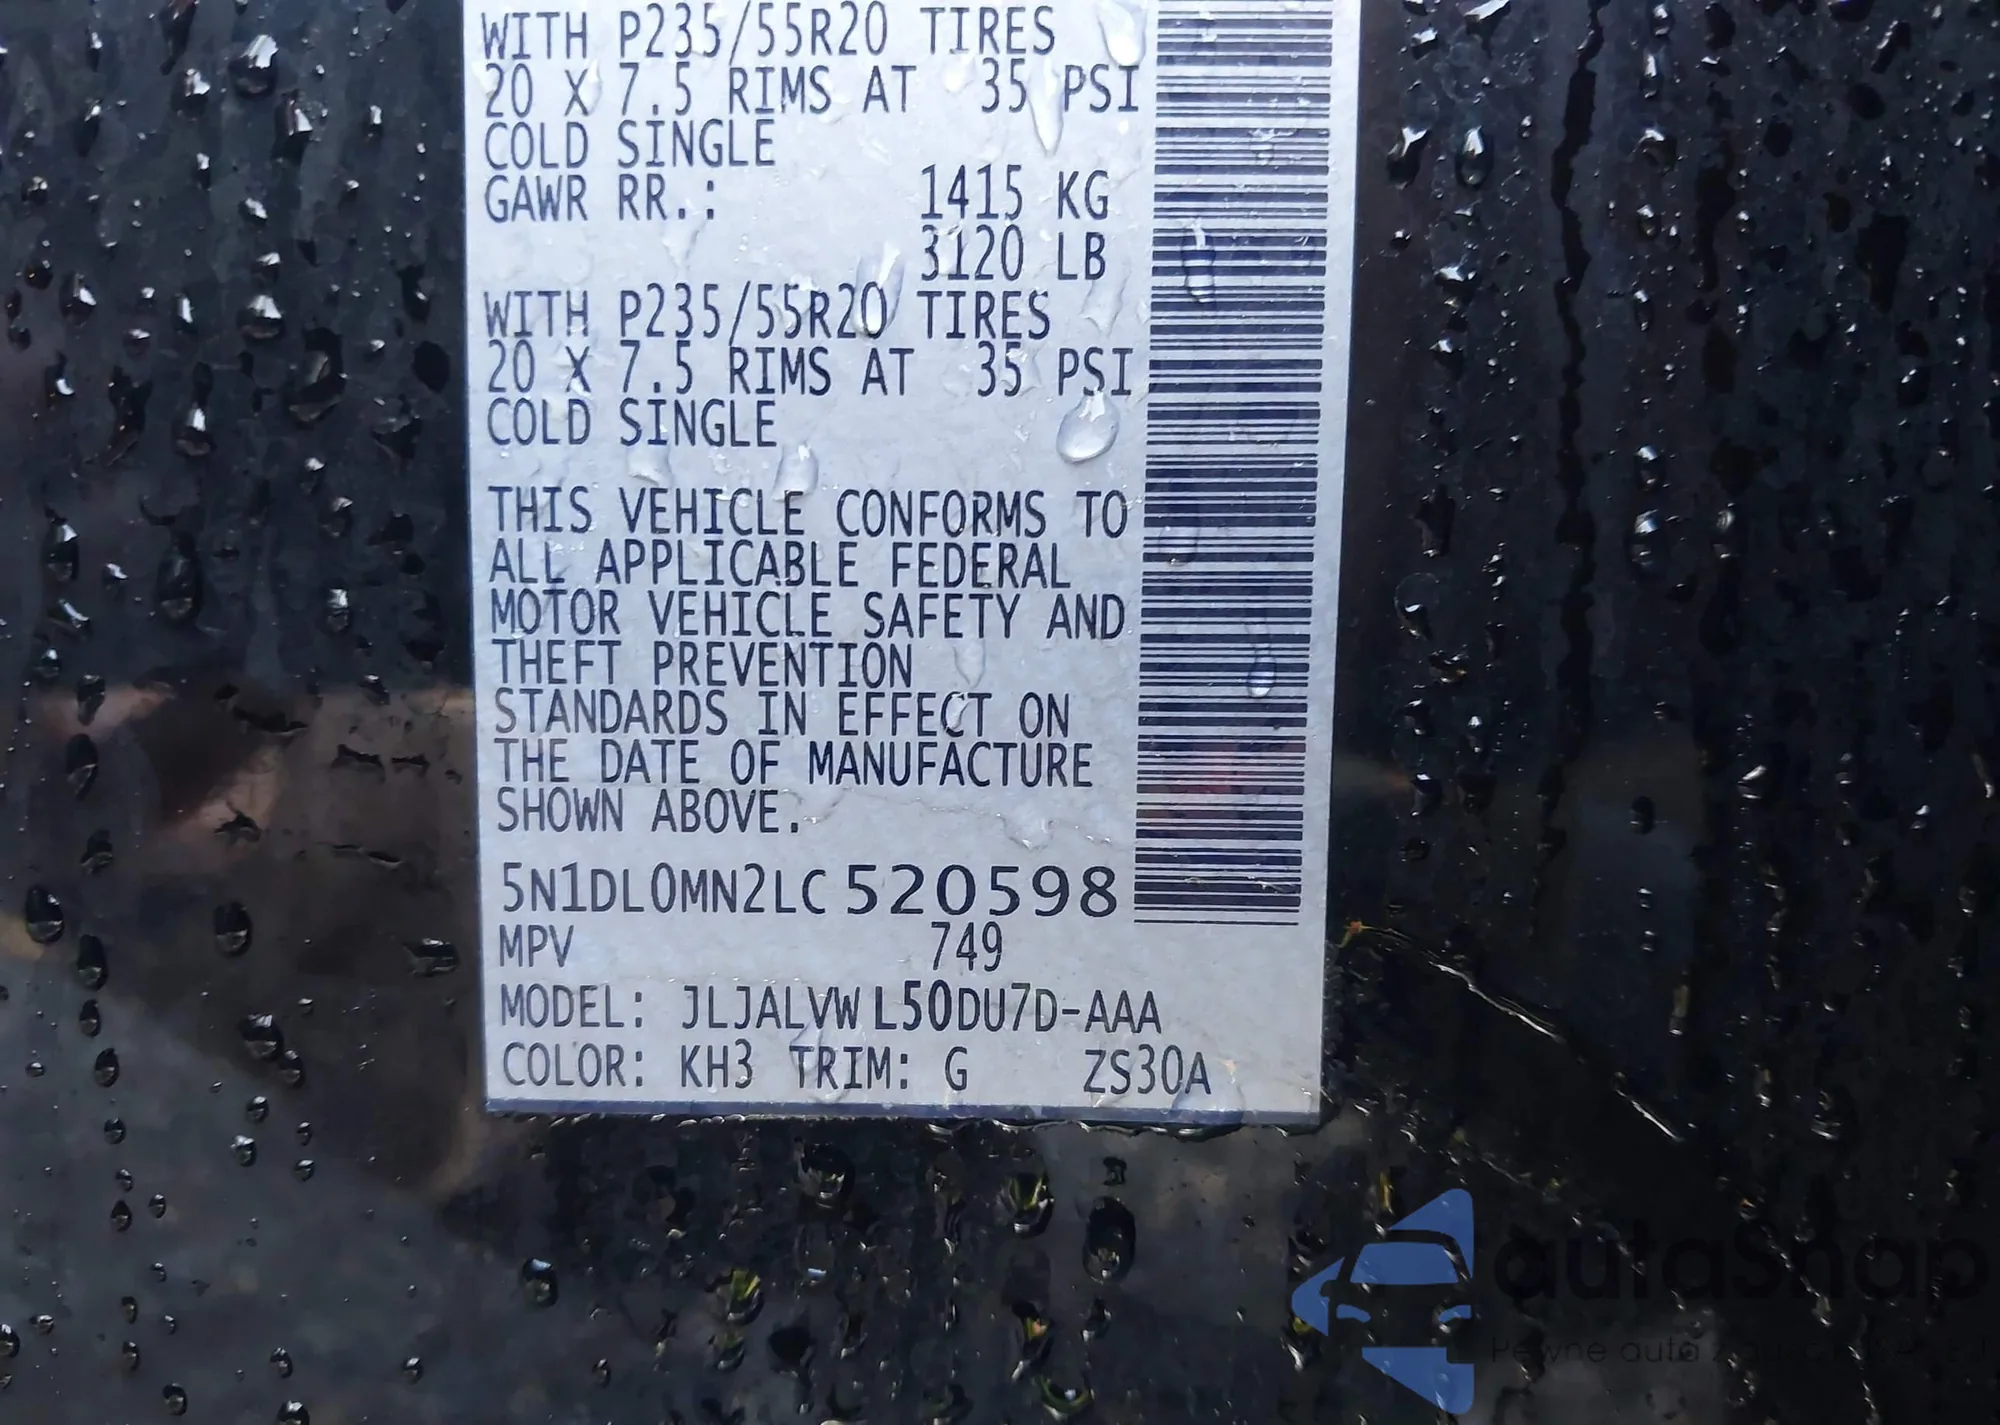 WITH P235/55R20 TIRES
20 X 7.5 RIMS AT 35 PSI
COLD SINGLE
GAWR RR.: 1415 KG
3120 LB
WITH P235/55R20 TIRES
20 X 7.5 RIMS AT 35 PSI
COLD SINGLE
THIS VEHICLE CONFORMS TO
ALL APPLICABLE FEDERAL
MOTOR VEHICLE SAFETY AND
THEFT PREVENTION
STANDARDS IN EFFECT ON
THE DATE OF MANUFACTURE
SHOWN ABOVE.
5N1DL0MN2LC520598
MPV 749
MODEL: JLJALVWL50DU7D-AAA
COLOR: KH3 TRIM: G ZS30A
autasnap
Pewne auta z